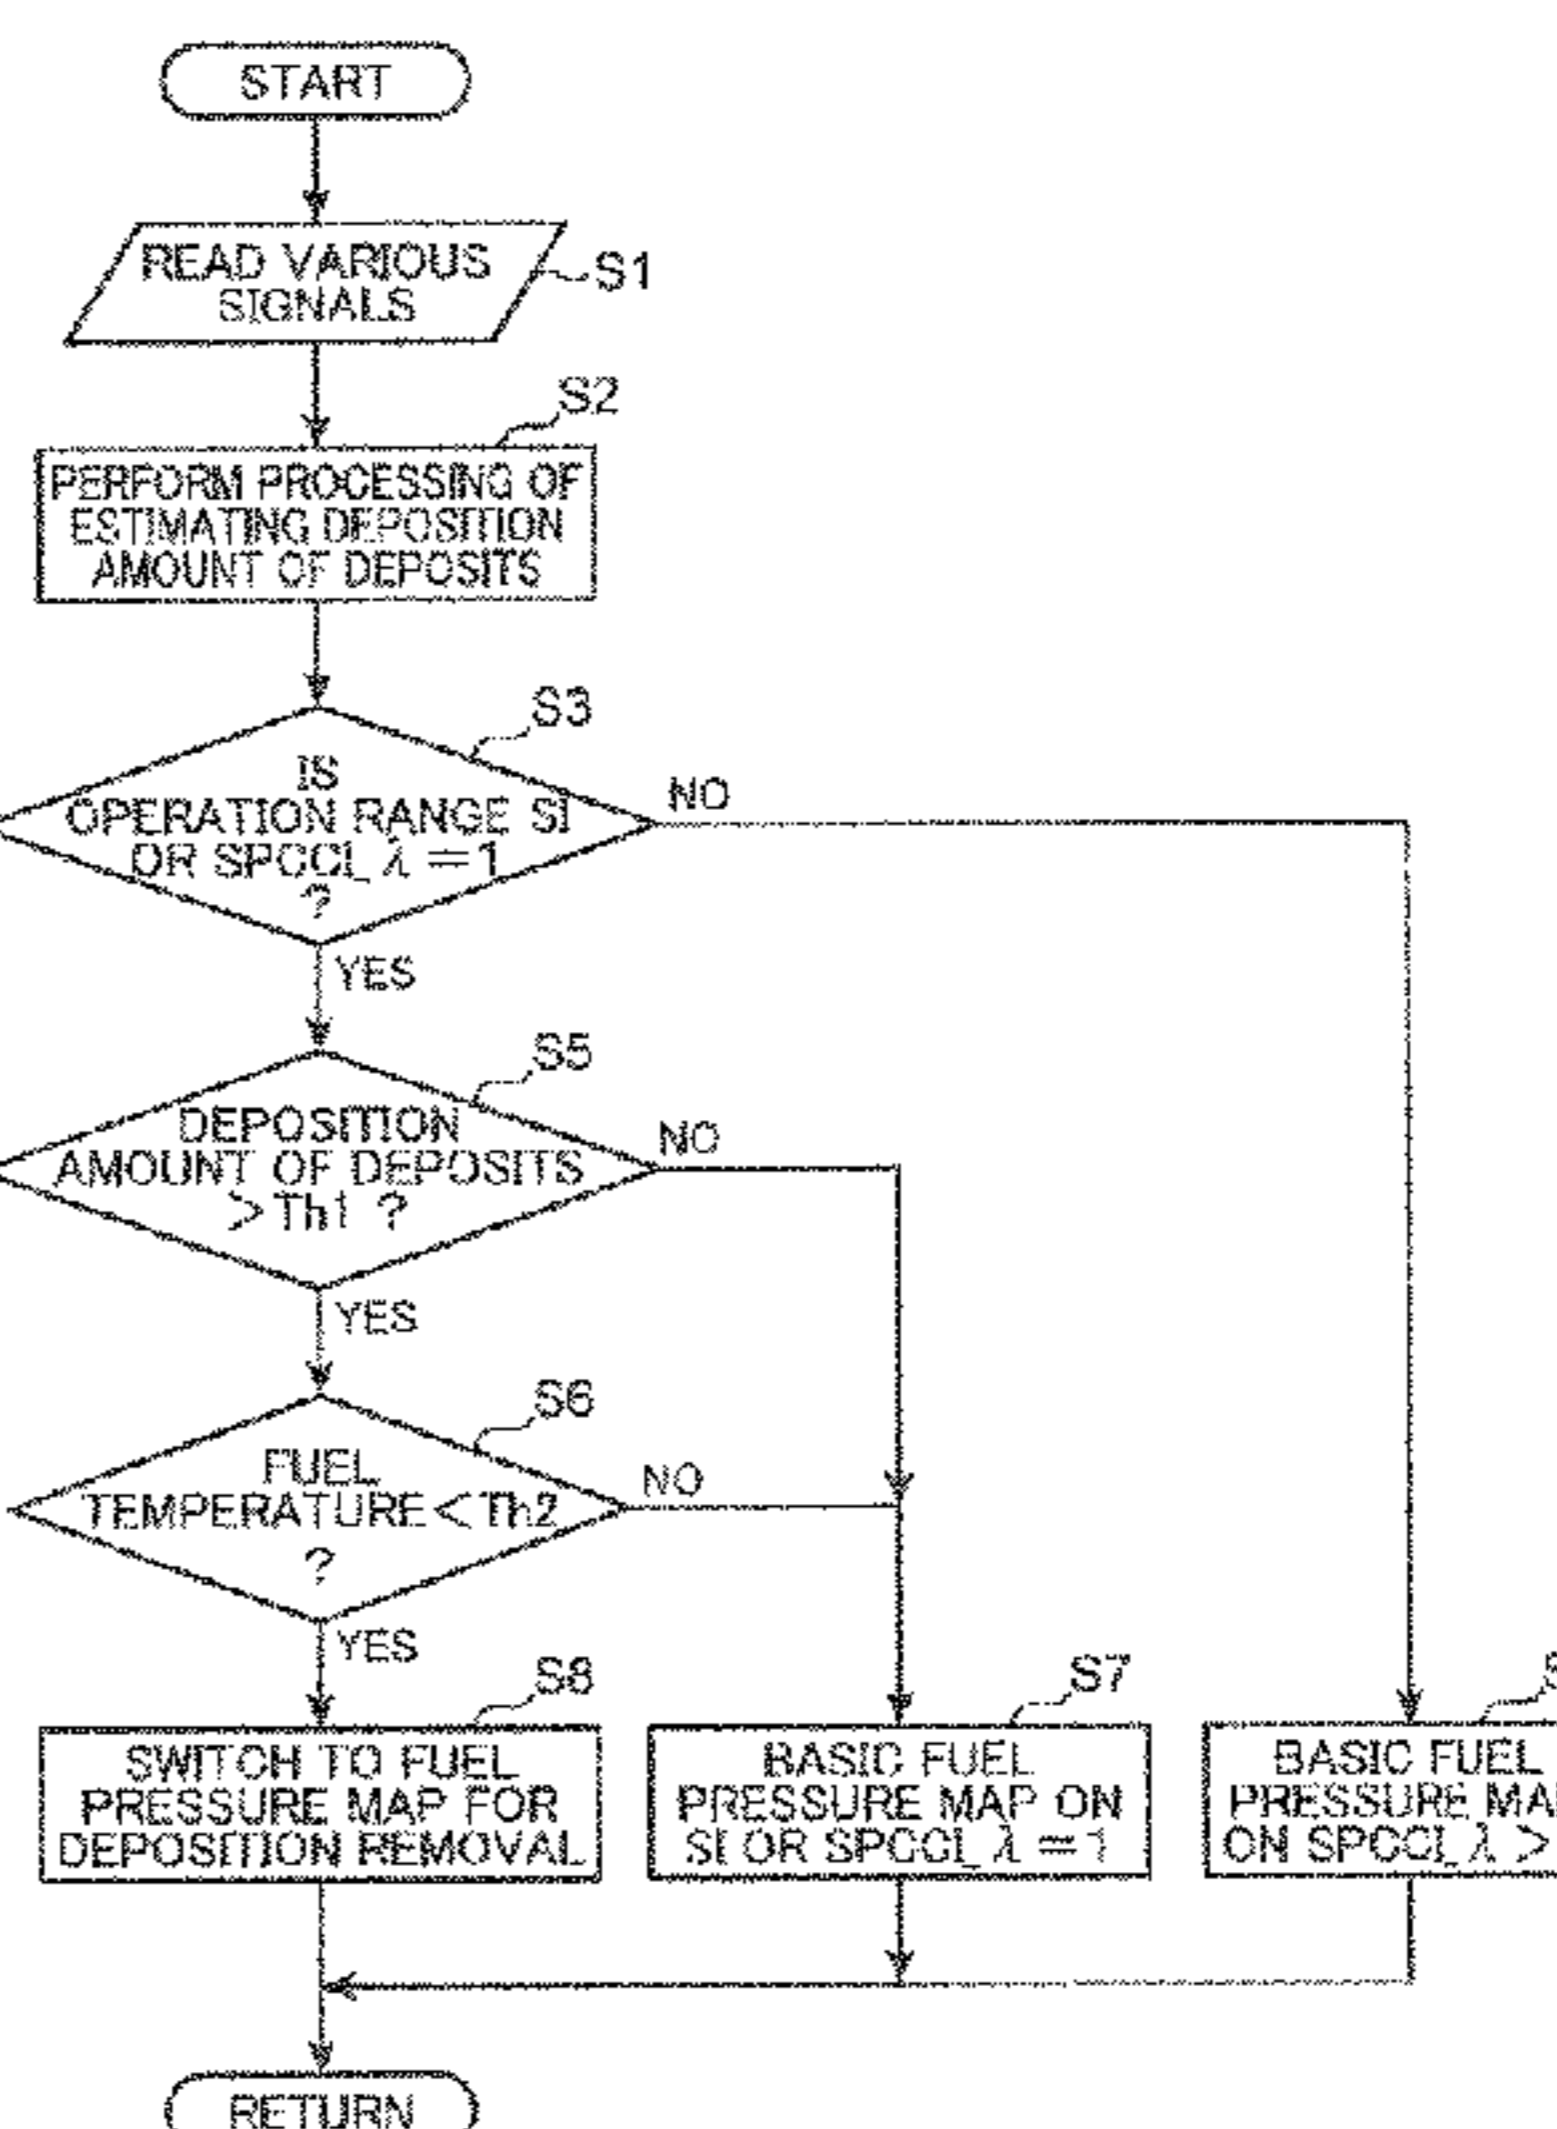 START
READ VARIOUS
SIGNALS
S1
S2
PERFORM PROCESSING OF
ESTIMATING DEPOSITION
AMOUNT OF DEPOSITS
S3
IS
OPERATION RANGE SI
OR SPCCI_λ=1
?
NO
YES
S5
DEPOSITION
AMOUNT OF DEPOSITS
>Th1 ?
NO
YES
S6
FUEL
TEMPERATURE<Th2
?
NO
YES
S8
SWITCH TO FUEL
PRESSURE MAP FOR
DEPOSITION REMOVAL
S7
BASIC FUEL
PRESSURE MAP ON
SI OR SPCCI_λ=1
BASIC FUEL
PRESSURE
ON SPCCI_λ>
RETURN